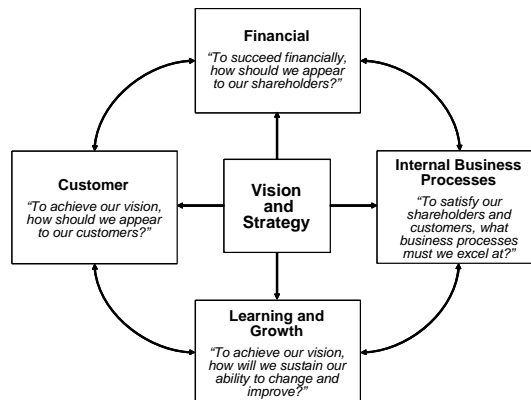 Financial
“To succeed financially,
how should we appear
to our shareholders?”
Customer
“To achieve our vision,
how should we appear
to our customers?”
Vision
and
Strategy
Internal Business
Processes
“To satisfy our
shareholders and
customers, what
business processes
must we excel at?”
Learning and
Growth
“To achieve our vision,
how will we sustain our
ability to change and
improve?”